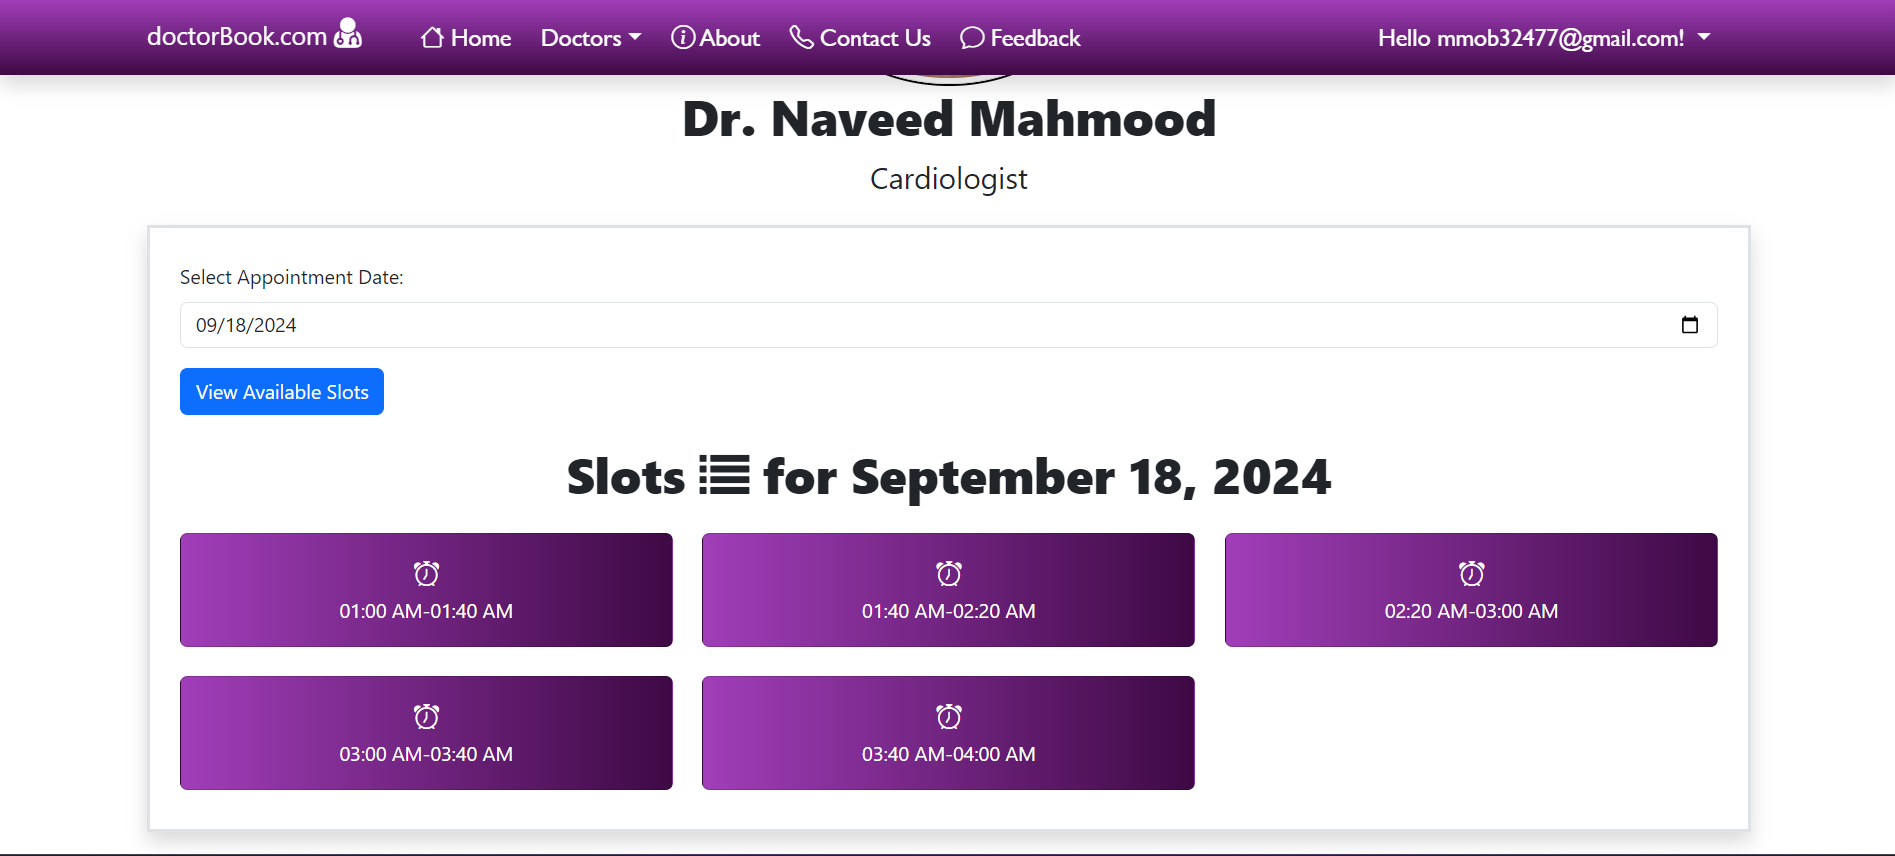 doctorBook.com Home Doctors About Contact Us Feedback Hello mmob32477@gmail.com!
Dr. Naveed Mahmood
Cardiologist
Select Appointment Date:
09/18/2024
View Available Slots
Slots for September 18, 2024
01:00 AM-01:40 AM
01:40 AM-02:20 AM
02:20 AM-03:00 AM
03:00 AM-03:40 AM
03:40 AM-04:00 AM